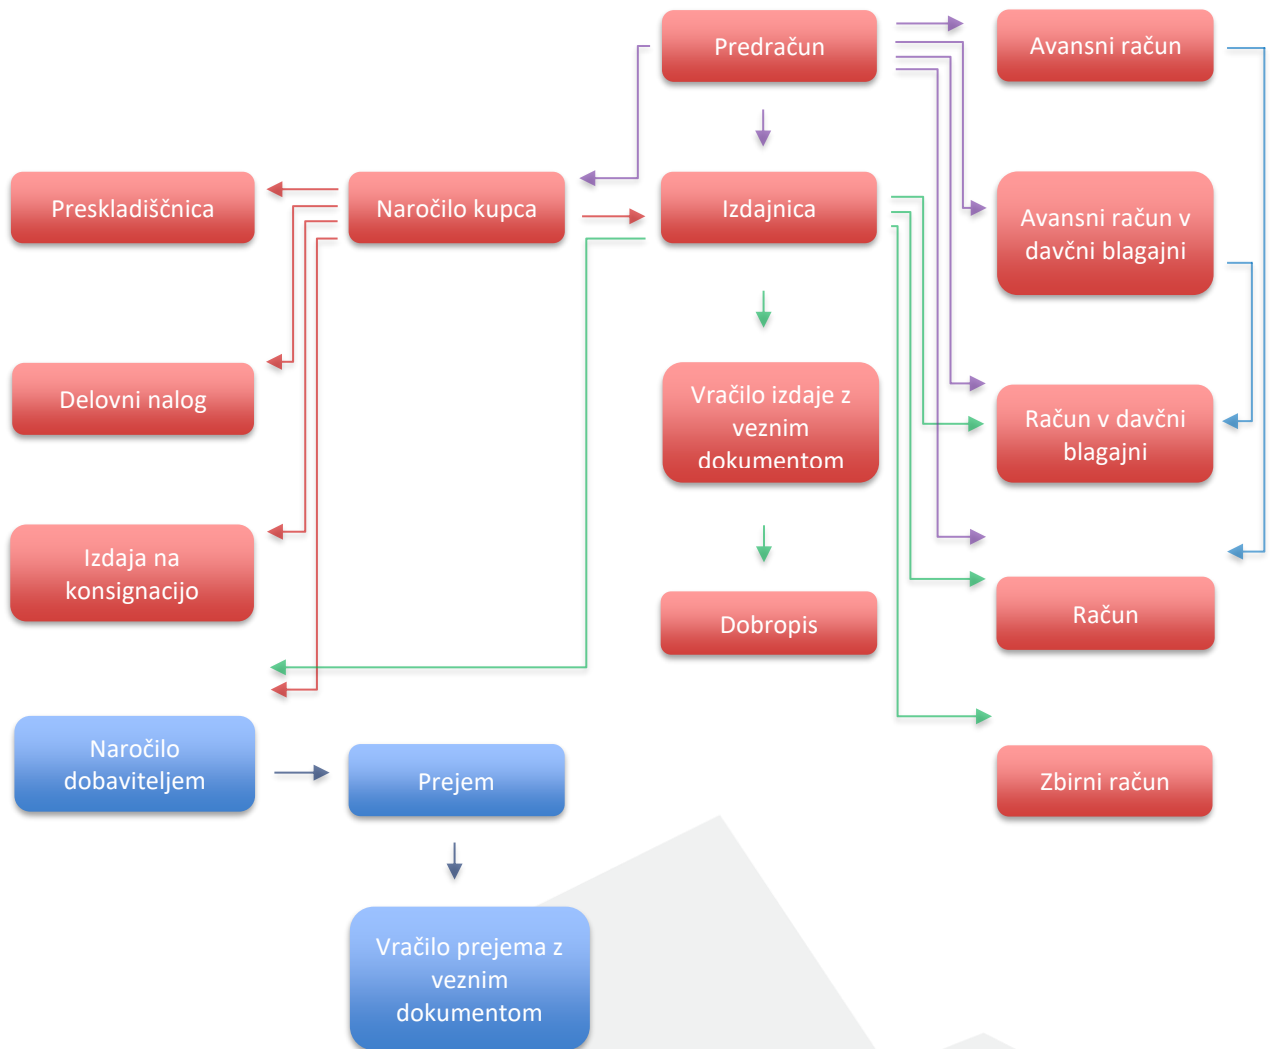 Predračun
Avansni račun
Preskladiščnica
Naročilo kupca
Izdajnica
Avansni račun v
davčni blagajni
Delovni nalog
Vračilo izdaje z
veznim
dokumentom
Račun v davčni
blagajni
Izdaja na
konsignacijo
Dobropis
Račun
Naročilo
dobaviteljem
Prejem
Zbirni račun
Vračilo prejema z
veznim
dokumentom